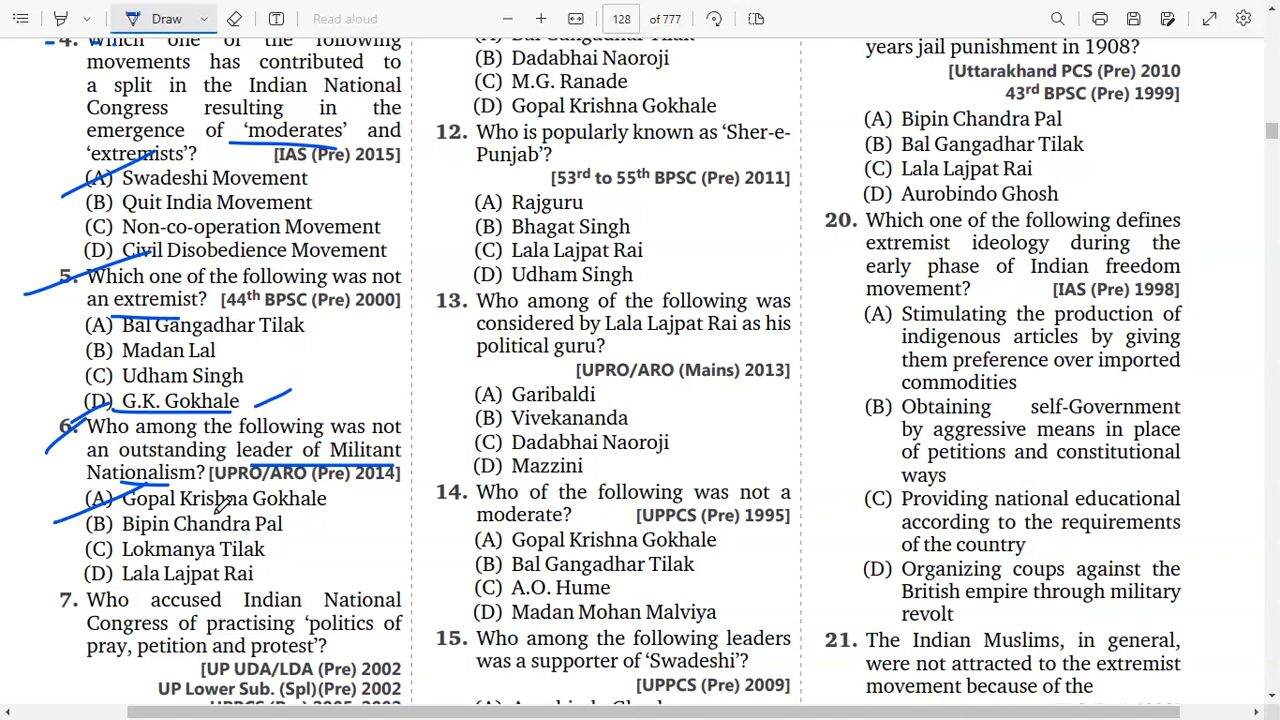 Draw
Read aloud
128 of 777
4. Which one of the following
movements has contributed to
a split in the Indian National
Congress resulting in the
emergence of ‘moderates’ and
‘extremists’? [IAS (Pre) 2015]
(A) Swadeshi Movement
(B) Quit India Movement
(C) Non-co-operation Movement
(D) Civil Disobedience Movement
5. Which one of the following was not
an extremist? [44th BPSC (Pre) 2000]
(A) Bal Gangadhar Tilak
(B) Madan Lal
(C) Udham Singh
(D) G.K. Gokhale
6. Who among the following was not
an outstanding leader of Militant
Nationalism? [UPRO/ARO (Pre) 2014]
(A) Gopal Krishna Gokhale
(B) Bipin Chandra Pal
(C) Lokmanya Tilak
(D) Lala Lajpat Rai
7. Who accused Indian National
Congress of practising ‘politics of
pray, petition and protest’?
[UP UDA/LDA (Pre) 2002
UP Lower Sub. (Spl)(Pre) 2002
(B) Dadabhai Naoroji
(C) M.G. Ranade
(D) Gopal Krishna Gokhale
12. Who is popularly known as ‘Sher-e-
Punjab’?
[53rd to 55th BPSC (Pre) 2011]
(A) Rajguru
(B) Bhagat Singh
(C) Lala Lajpat Rai
(D) Udham Singh
13. Who among of the following was
considered by Lala Lajpat Rai as his
political guru?
[UPRO/ARO (Mains) 2013]
(A) Garibaldi
(B) Vivekananda
(C) Dadabhai Naoroji
(D) Mazzini
14. Who of the following was not a
moderate? [UPPCS (Pre) 1995]
(A) Gopal Krishna Gokhale
(B) Bal Gangadhar Tilak
(C) A.O. Hume
(D) Madan Mohan Malviya
15. Who among the following leaders
was a supporter of ‘Swadeshi’?
[UPPCS (Pre) 2009]
years jail punishment in 1908?
[Uttarakhand PCS (Pre) 2010
43rd BPSC (Pre) 1999]
(A) Bipin Chandra Pal
(B) Bal Gangadhar Tilak
(C) Lala Lajpat Rai
(D) Aurobindo Ghosh
20. Which one of the following defines
extremist ideology during the
early phase of Indian freedom
movement? [IAS (Pre) 1998]
(A) Stimulating the production of
indigenous articles by giving
them preference over imported
commodities
(B) Obtaining self-Government
by aggressive means in place
of petitions and constitutional
ways
(C) Providing national educational
according to the requirements
of the country
(D) Organizing coups against the
British empire through military
revolt
21. The Indian Muslims, in general,
were not attracted to the extremist
movement because of the